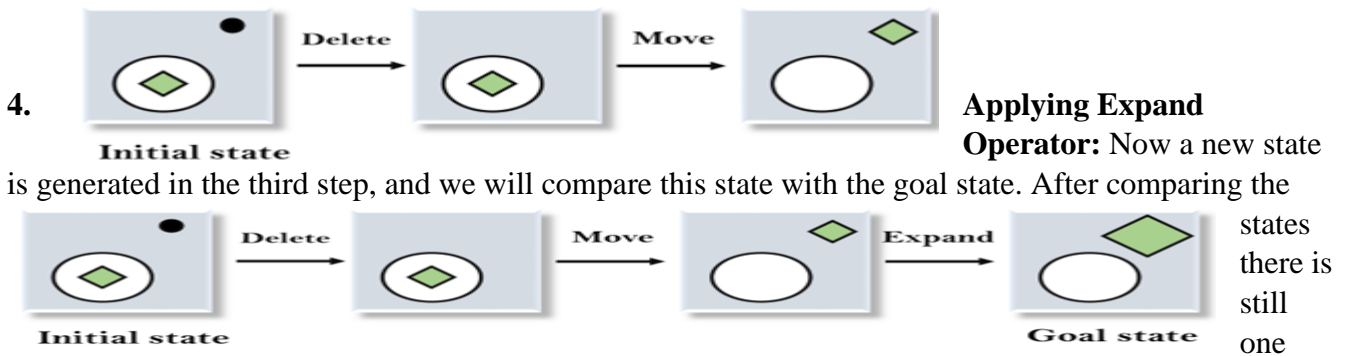 Delete Move
4. Applying Expand
Initial state Operator: Now a new state
is generated in the third step, and we will compare this state with the goal state. After comparing the
states
Delete Move Expand
there is
still
Initial state Goal state
one